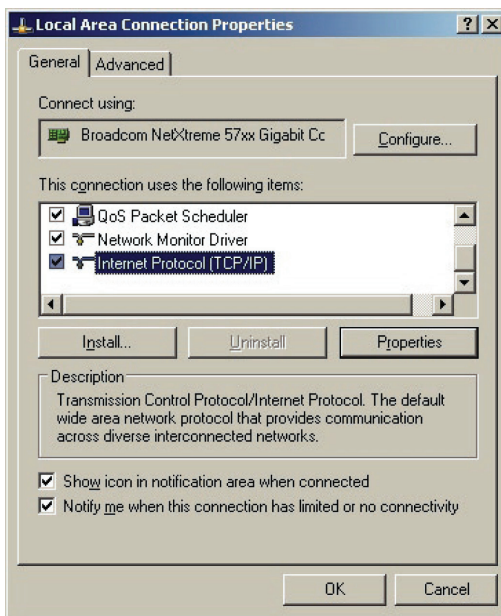 Local Area Connection Properties
General Advanced
Connect using:
Broadcom NetXtreme 57xx Gigabit Cc
Configure...
This connection uses the following items:
QoS Packet Scheduler
Network Monitor Driver
Internet Protocol (TCP/IP)
Install... Uninstall Properties
Description
Transmission Control Protocol/Internet Protocol. The default
wide area network protocol that provides communication
across diverse interconnected networks.
Show icon in notification area when connected
Notify me when this connection has limited or no connectivity
OK Cancel